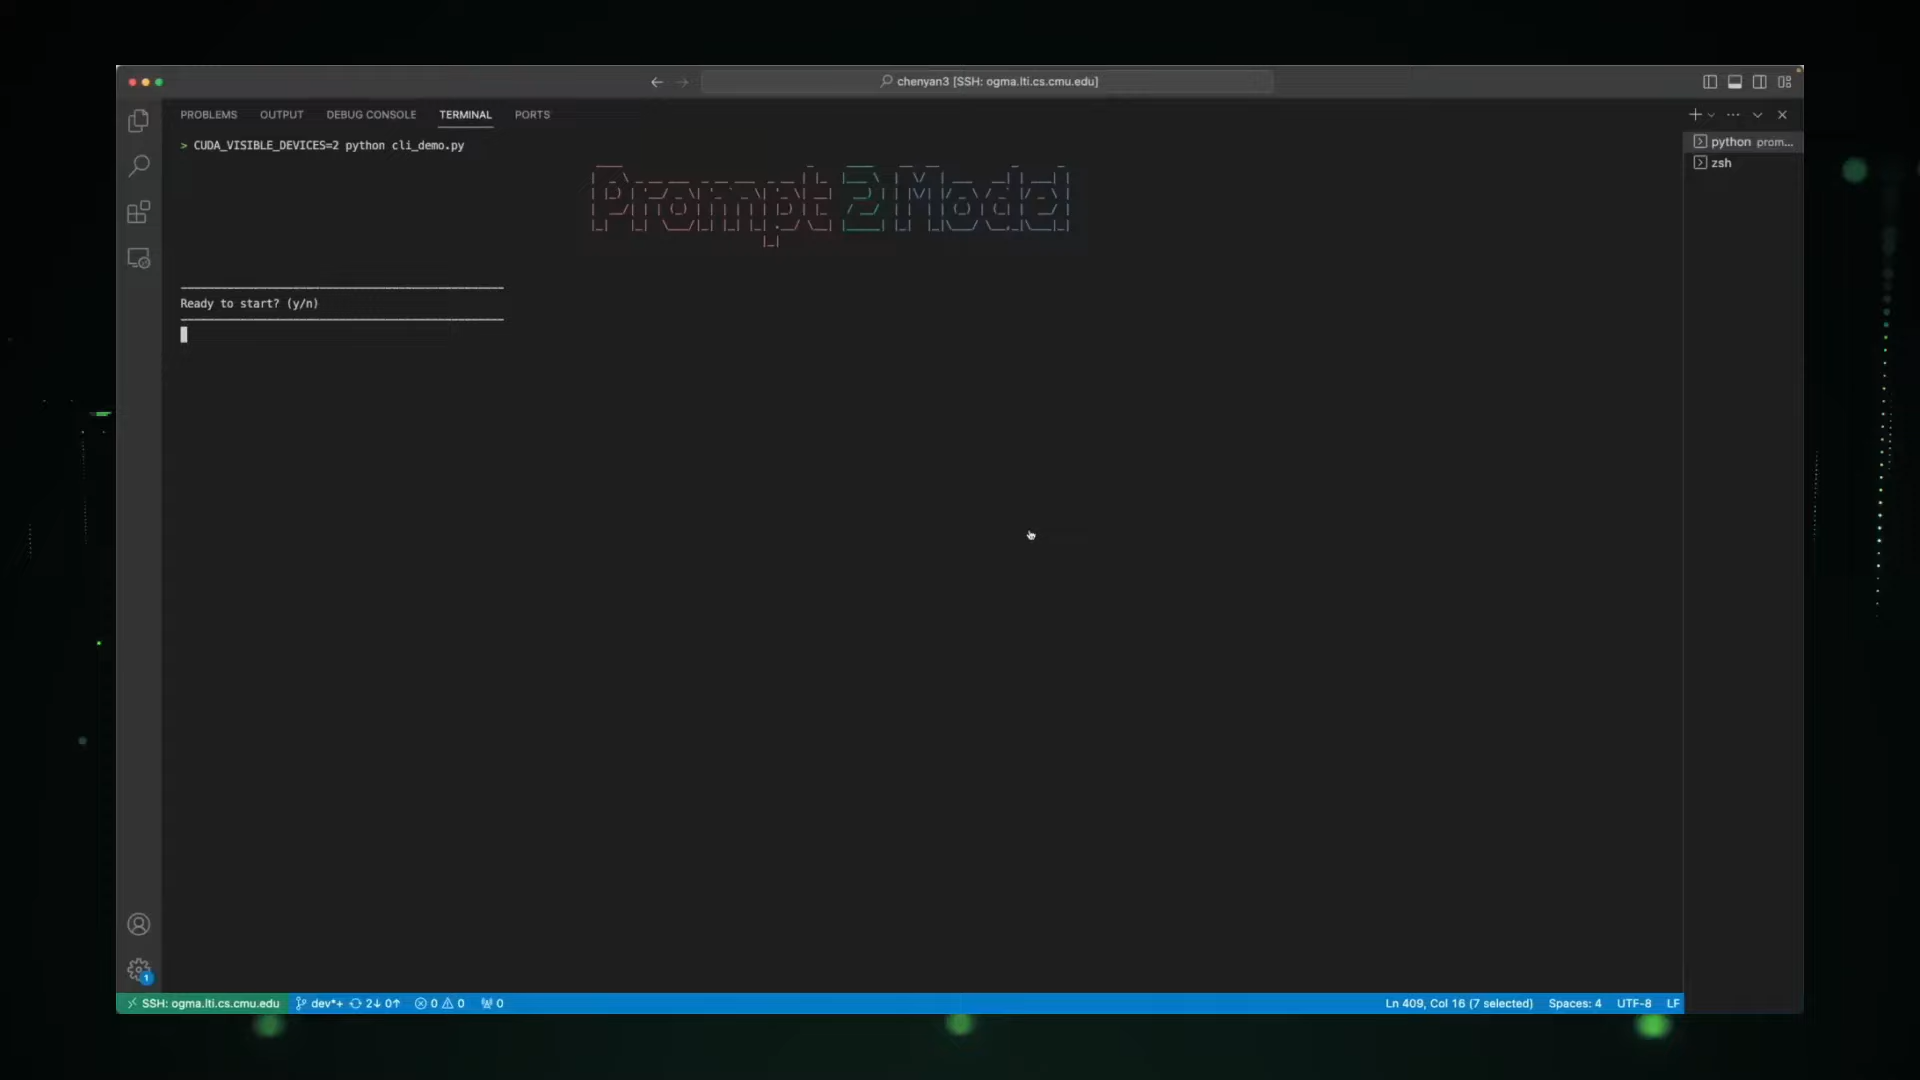 chenyan3 [SSH: ogma.lti.cs.cmu.edu]
PROBLEMS OUTPUT DEBUG CONSOLE TERMINAL PORTS
> CUDA_VISIBLE_DEVICES=2 python cli_demo.py
python prom...
zsh
Prompt2Model
Ready to start? (y/n)
1
SSH: ogma.lti.cs.cmu.edu dev*+ 2↓ 0↑ 0 0 0 Ln 409, Col 16 (7 selected) Spaces: 4 UTF-8 LF